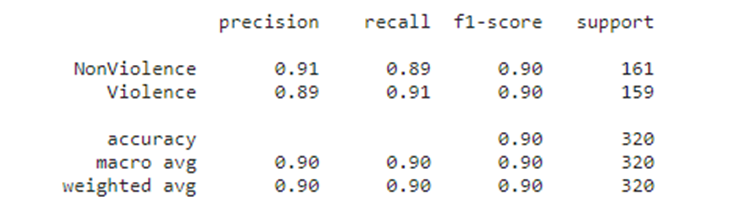 precision recall f1-score support
NonViolence 0.91 0.89 0.90 161
Violence 0.89 0.91 0.90 159
accuracy 0.90 320
macro avg 0.90 0.90 0.90 320
weighted avg 0.90 0.90 0.90 320